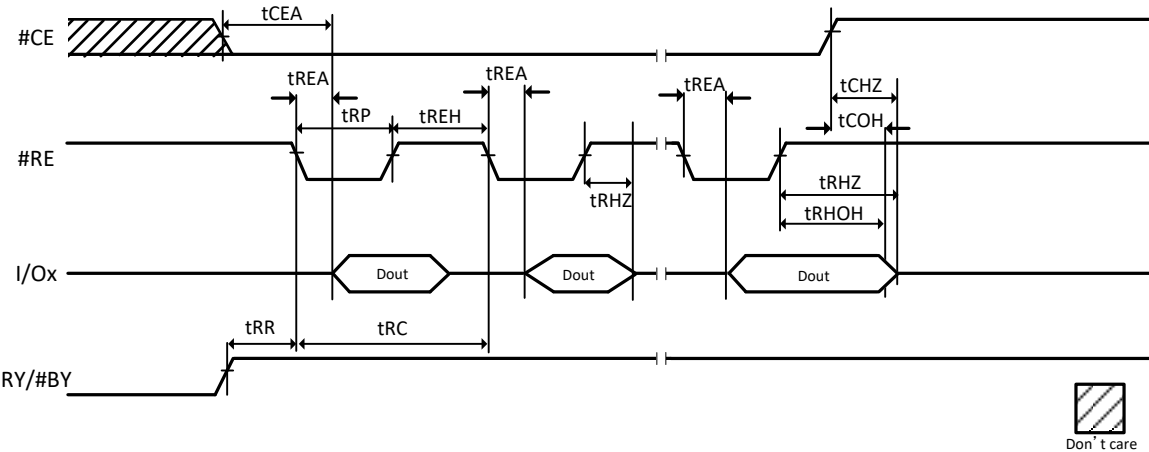 tCEA
#CE
tREA
tREA
tREA
tCHZ
tRP
tREH
tCOH
#RE
tRHZ
tRHZ
tRHOH
I/Ox
Dout
Dout
Dout
tRR
tRC
RY/#BY
Don't care